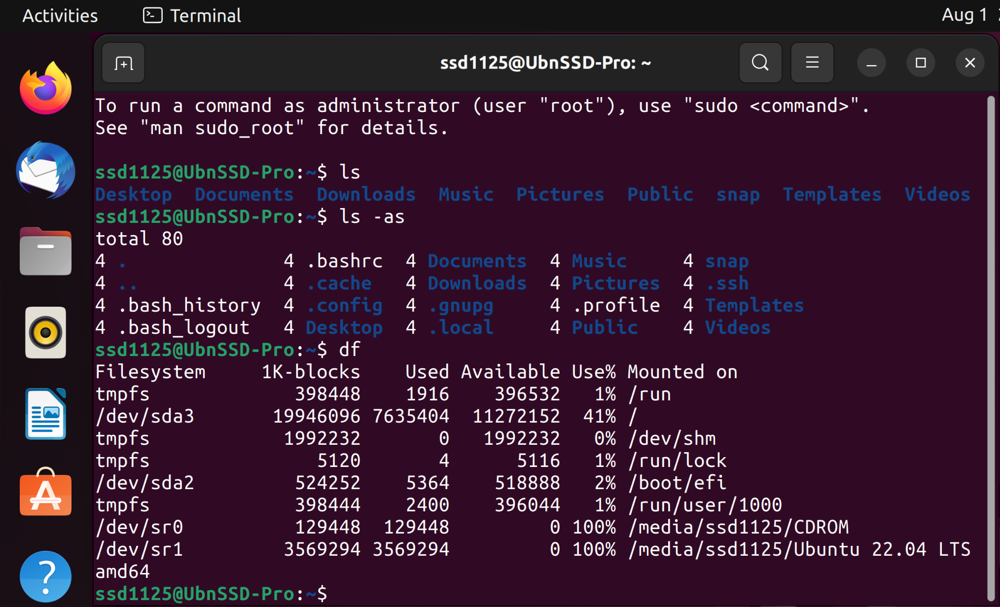 Activities Terminal Aug 1
ssd1125@UbnSSD-Pro: ~
To run a command as administrator (user "root"), use "sudo <command>".
See "man sudo_root" for details.
ssd1125@UbnSSD-Pro:~$ ls
Desktop  Documents  Downloads  Music  Pictures  Public  snap  Templates  Videos
ssd1125@UbnSSD-Pro:~$ ls -as
total 80
4 .              4 .bashrc  4 Documents  4 Music     4 snap
4 ..             4 .cache   4 Downloads  4 Pictures  4 .ssh
4 .bash_history  4 .config  4 .gnupg     4 .profile  4 Templates
4 .bash_logout   4 Desktop  4 .local     4 Public    4 Videos
ssd1125@UbnSSD-Pro:~$ df
Filesystem     1K-blocks    Used Available Use% Mounted on
tmpfs             398448    1916    396532   1% /run
/dev/sda3       19946096 7635404  11272152  41% /
tmpfs            1992232       0   1992232   0% /dev/shm
tmpfs               5120       4      5116   1% /run/lock
/dev/sda2         524252    5364    518888   2% /boot/efi
tmpfs             398444    2400    396044   1% /run/user/1000
/dev/sr0          129448  129448         0 100% /media/ssd1125/CDROM
/dev/sr1         3569294 3569294         0 100% /media/ssd1125/Ubuntu 22.04 LTS
amd64
ssd1125@UbnSSD-Pro:~$